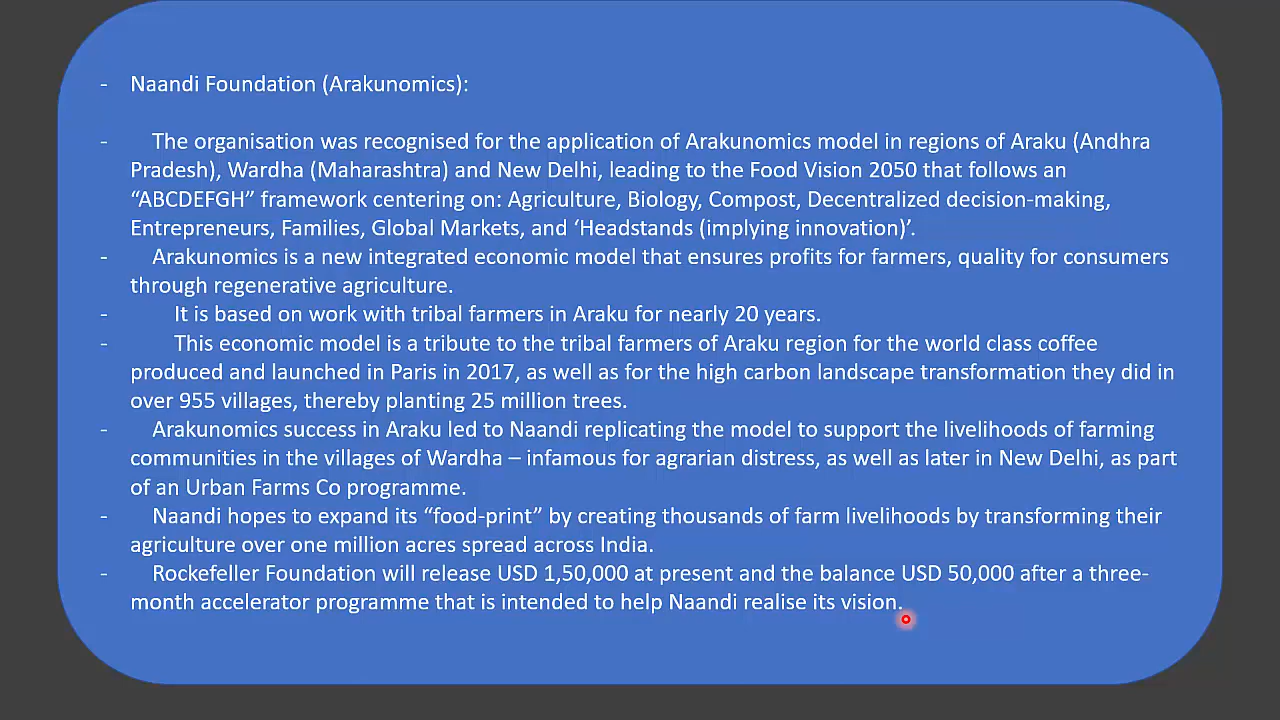 - Naandi Foundation (Arakunomics):
- The organisation was recognised for the application of Arakunomics model in regions of Araku (Andhra
Pradesh), Wardha (Maharashtra) and New Delhi, leading to the Food Vision 2050 that follows an
“ABCDEFGH” framework centering on: Agriculture, Biology, Compost, Decentralized decision-making,
Entrepreneurs, Families, Global Markets, and ‘Headstands (implying innovation)’.
- Arakunomics is a new integrated economic model that ensures profits for farmers, quality for consumers
through regenerative agriculture.
- It is based on work with tribal farmers in Araku for nearly 20 years.
- This economic model is a tribute to the tribal farmers of Araku region for the world class coffee
produced and launched in Paris in 2017, as well as for the high carbon landscape transformation they did in
over 955 villages, thereby planting 25 million trees.
- Arakunomics success in Araku led to Naandi replicating the model to support the livelihoods of farming
communities in the villages of Wardha – infamous for agrarian distress, as well as later in New Delhi, as part
of an Urban Farms Co programme.
- Naandi hopes to expand its “food-print” by creating thousands of farm livelihoods by transforming their
agriculture over one million acres spread across India.
- Rockefeller Foundation will release USD 1,50,000 at present and the balance USD 50,000 after a three-
month accelerator programme that is intended to help Naandi realise its vision.